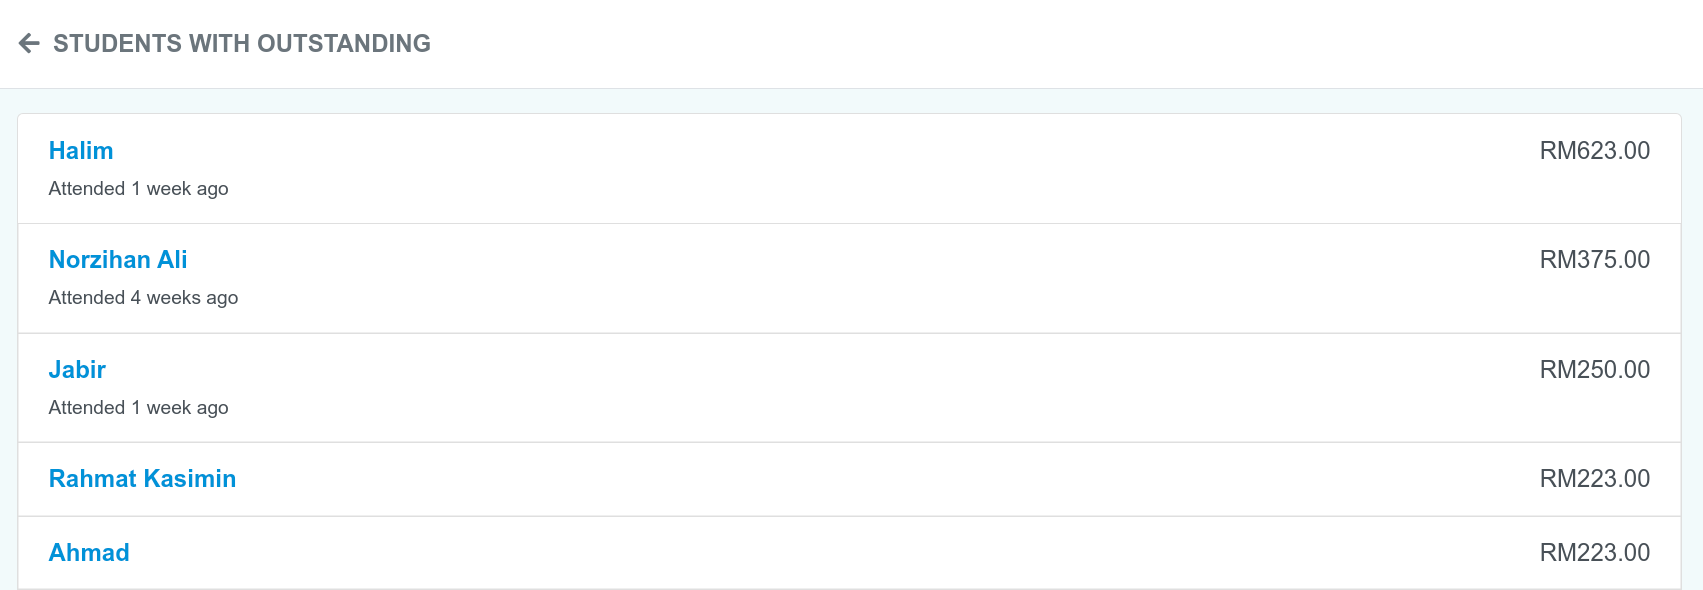 STUDENTS WITH OUTSTANDING
Halim RM623.00
Attended 1 week ago
Norzihan Ali RM375.00
Attended 4 weeks ago
Jabir RM250.00
Attended 1 week ago
Rahmat Kasimin RM223.00
Ahmad RM223.00